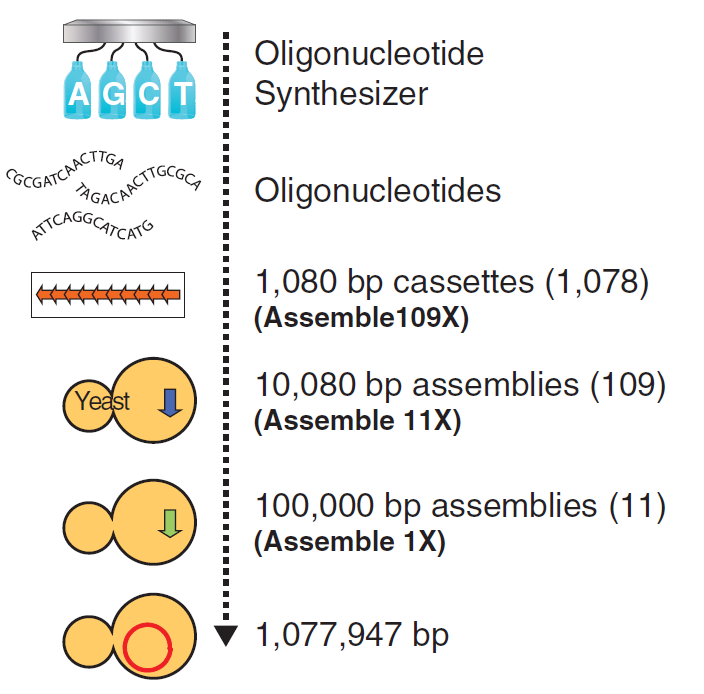 Oligonucleotide
Synthesizer
A G C T
CGCGATCAACTTGA
TAGACAACTTGCGCA
ATTCAGGCATCATG
Oligonucleotides
1,080 bp cassettes (1,078)
(Assemble109X)
Yeast
10,080 bp assemblies (109)
(Assemble 11X)
100,000 bp assemblies (11)
(Assemble 1X)
1,077,947 bp